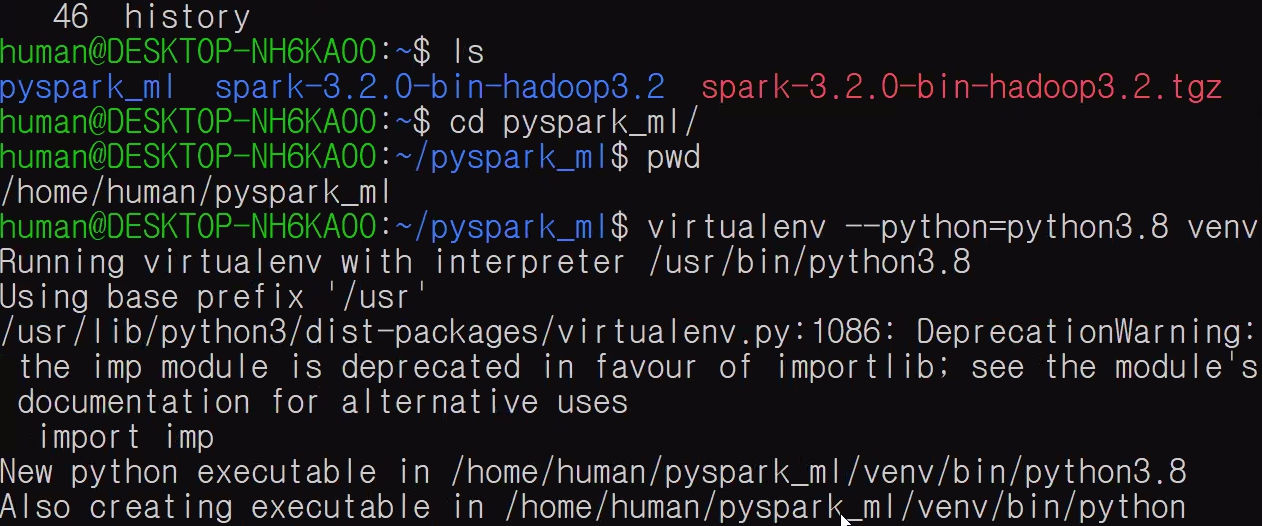 46  history
human@DESKTOP-NH6KAOO:~$ ls
pyspark_ml  spark-3.2.0-bin-hadoop3.2  spark-3.2.0-bin-hadoop3.2.tgz
human@DESKTOP-NH6KAOO:~$ cd pyspark_ml/
human@DESKTOP-NH6KAOO:~/pyspark_ml$ pwd
/home/human/pyspark_ml
human@DESKTOP-NH6KAOO:~/pyspark_ml$ virtualenv --python=python3.8 venv
Running virtualenv with interpreter /usr/bin/python3.8
Using base prefix '/usr'
/usr/lib/python3/dist-packages/virtualenv.py:1086: DeprecationWarning:
the imp module is deprecated in favour of importlib; see the module's
documentation for alternative uses
import imp
New python executable in /home/human/pyspark_ml/venv/bin/python3.8
Also creating executable in /home/human/pyspark_ml/venv/bin/python